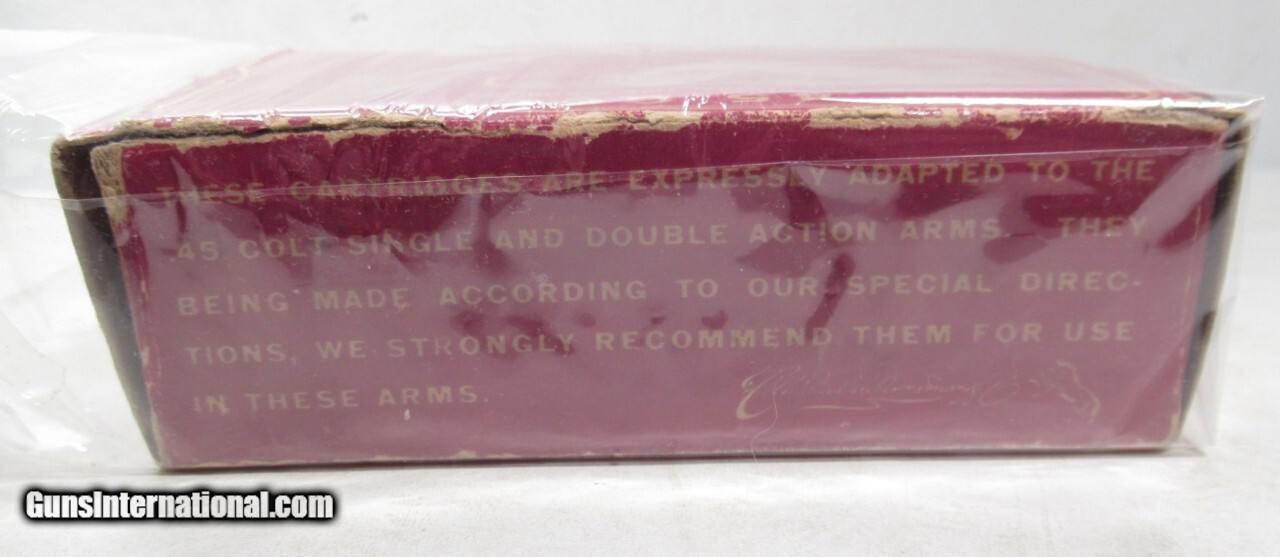 THESE CARTRIDGES ARE EXPRESSLY ADAPTED TO THE
.45 COLT SINGLE AND DOUBLE ACTION ARMS. THEY
BEING MADE ACCORDING TO OUR SPECIAL DIREC-
TIONS, WE STRONGLY RECOMMEND THEM FOR USE
IN THESE ARMS.
GunsInternational.com